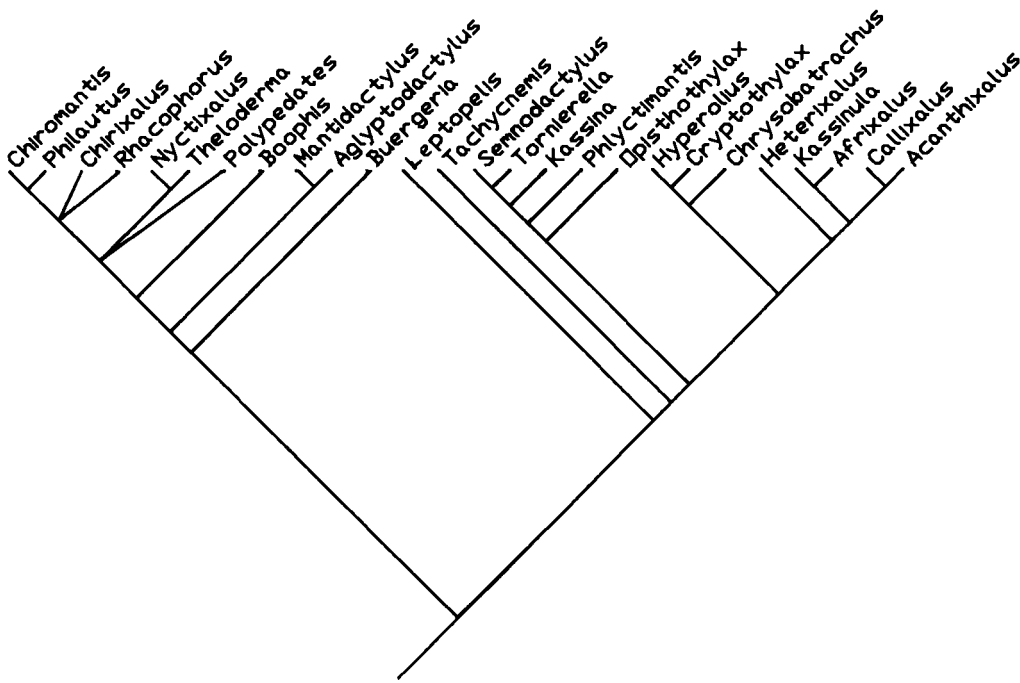 Chiromantis
Philautus
Chirixalus
Rhacophorus
Nyctixalus
Theloderma
Polypedates
Boophis
Mantidactylus
Aglyptodactylus
Buergeria
Leptopelis
Tachycnemis
Semnodactylus
Tornierella
Kassina
Phlyctimantis
Opisthothylax
Hyperolius
Cryptothylax
Chrysobatrachus
Heterixalus
Kassinula
Afrixalus
Callixalus
Acanthixalus